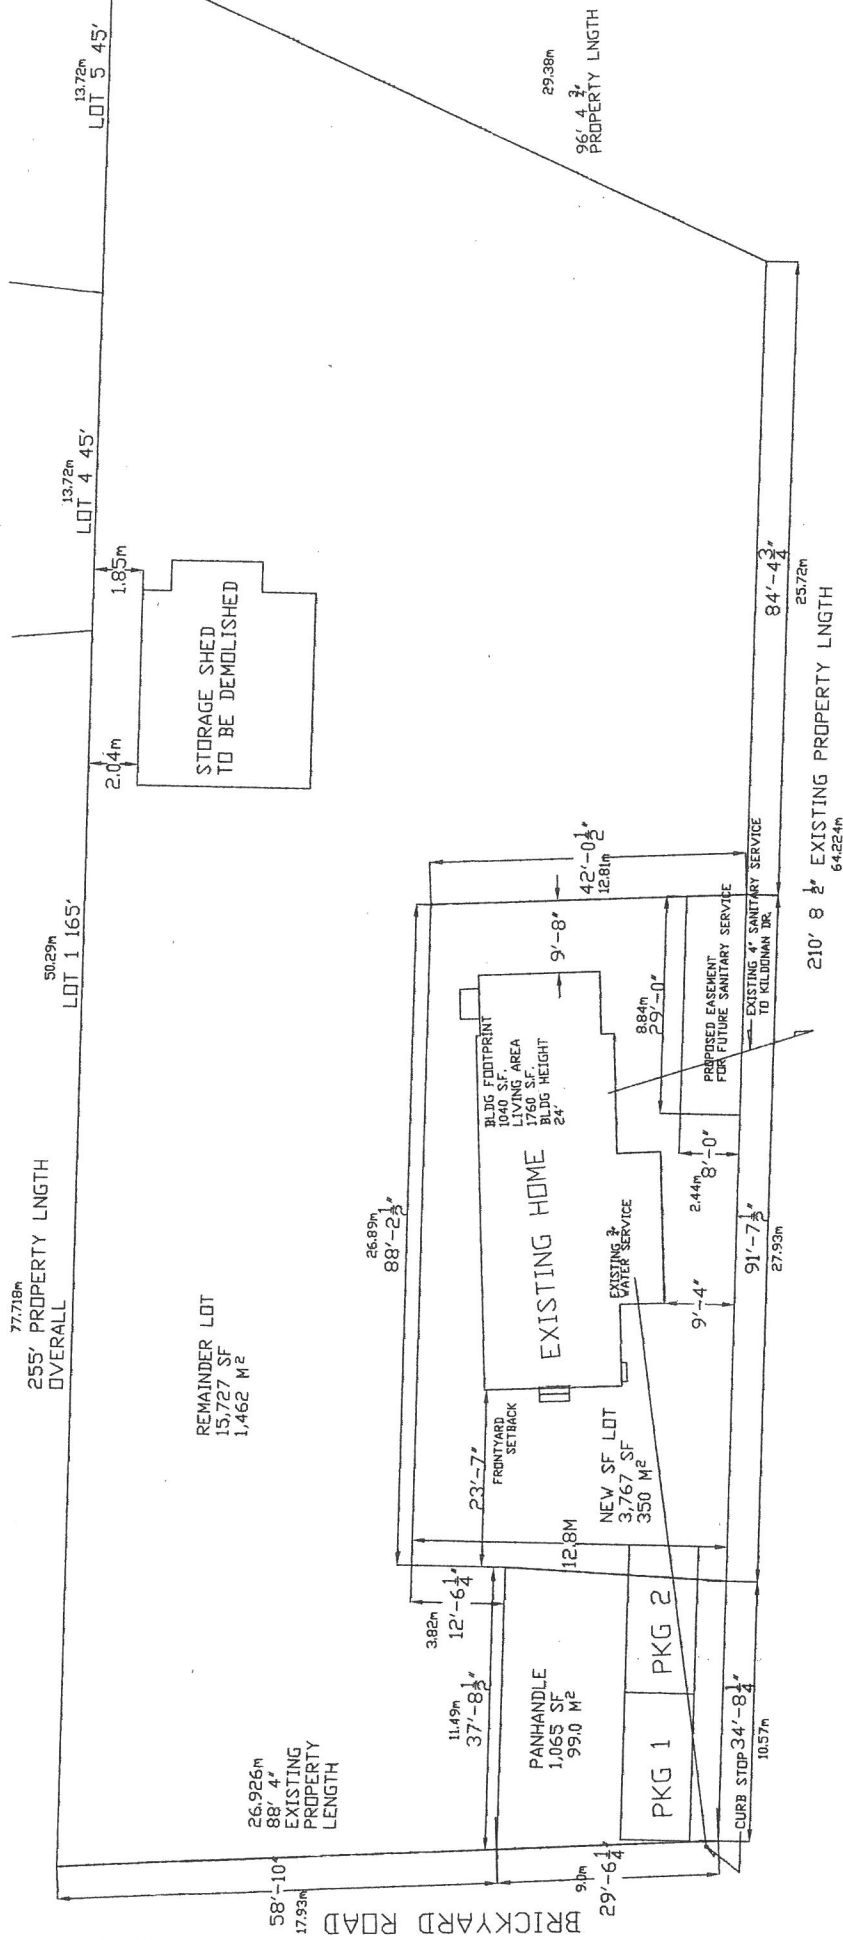 77.718m
255' PROPERTY LNGTH
OVERALL
50.29m
LOT 1 165'
13.72m
LOT 4 45'
13.72m
LOT 5 45'
2.04m
1.85m
STORAGE SHED
TO BE DEMOLISHED
29.38m
96' 4 3/4"
PROPERTY LNGTH
REMAINDER LOT
15,727 SF
1,462 M²
26.926m
88' 4"
EXISTING
PROPERTY
LENGTH
58'-10"
17.93m
BRICKYARD ROAD
9.0m
29'-6 1/4"
11.49m
37'-8 1/2"
3.82m
12'-6 1/4"
PANHANDLE
1,065 SF
99.0 M²
PKG 1
PKG 2
CURB STOP
34'-8 1/4"
10.57m
26.89m
88'-2 1/2"
23'-7"
FRONTYARD
SETBACK
12.8M
NEW SF LOT
3,767 SF
350 M²
EXISTING HOME
BLDG FOOTPRINT
1040 S.F.
LIVING AREA
1760 S.F.
BLDG HEIGHT
24'
EXISTING 3/4"
WATER SERVICE
9'-4"
9'-8"
42'-0 1/2"
12.81m
8.84m
29'-0"
2.44m
8'-0"
PROPOSED EASEMENT
FOR FUTURE SANITARY SERVICE
EXISTING 4" SANITARY SERVICE
TO KILDONAN DR.
91'-7 1/2"
27.93m
84'-4 3/4"
25.72m
210' 8 1/2" EXISTING PROPERTY LNGTH
64.224m